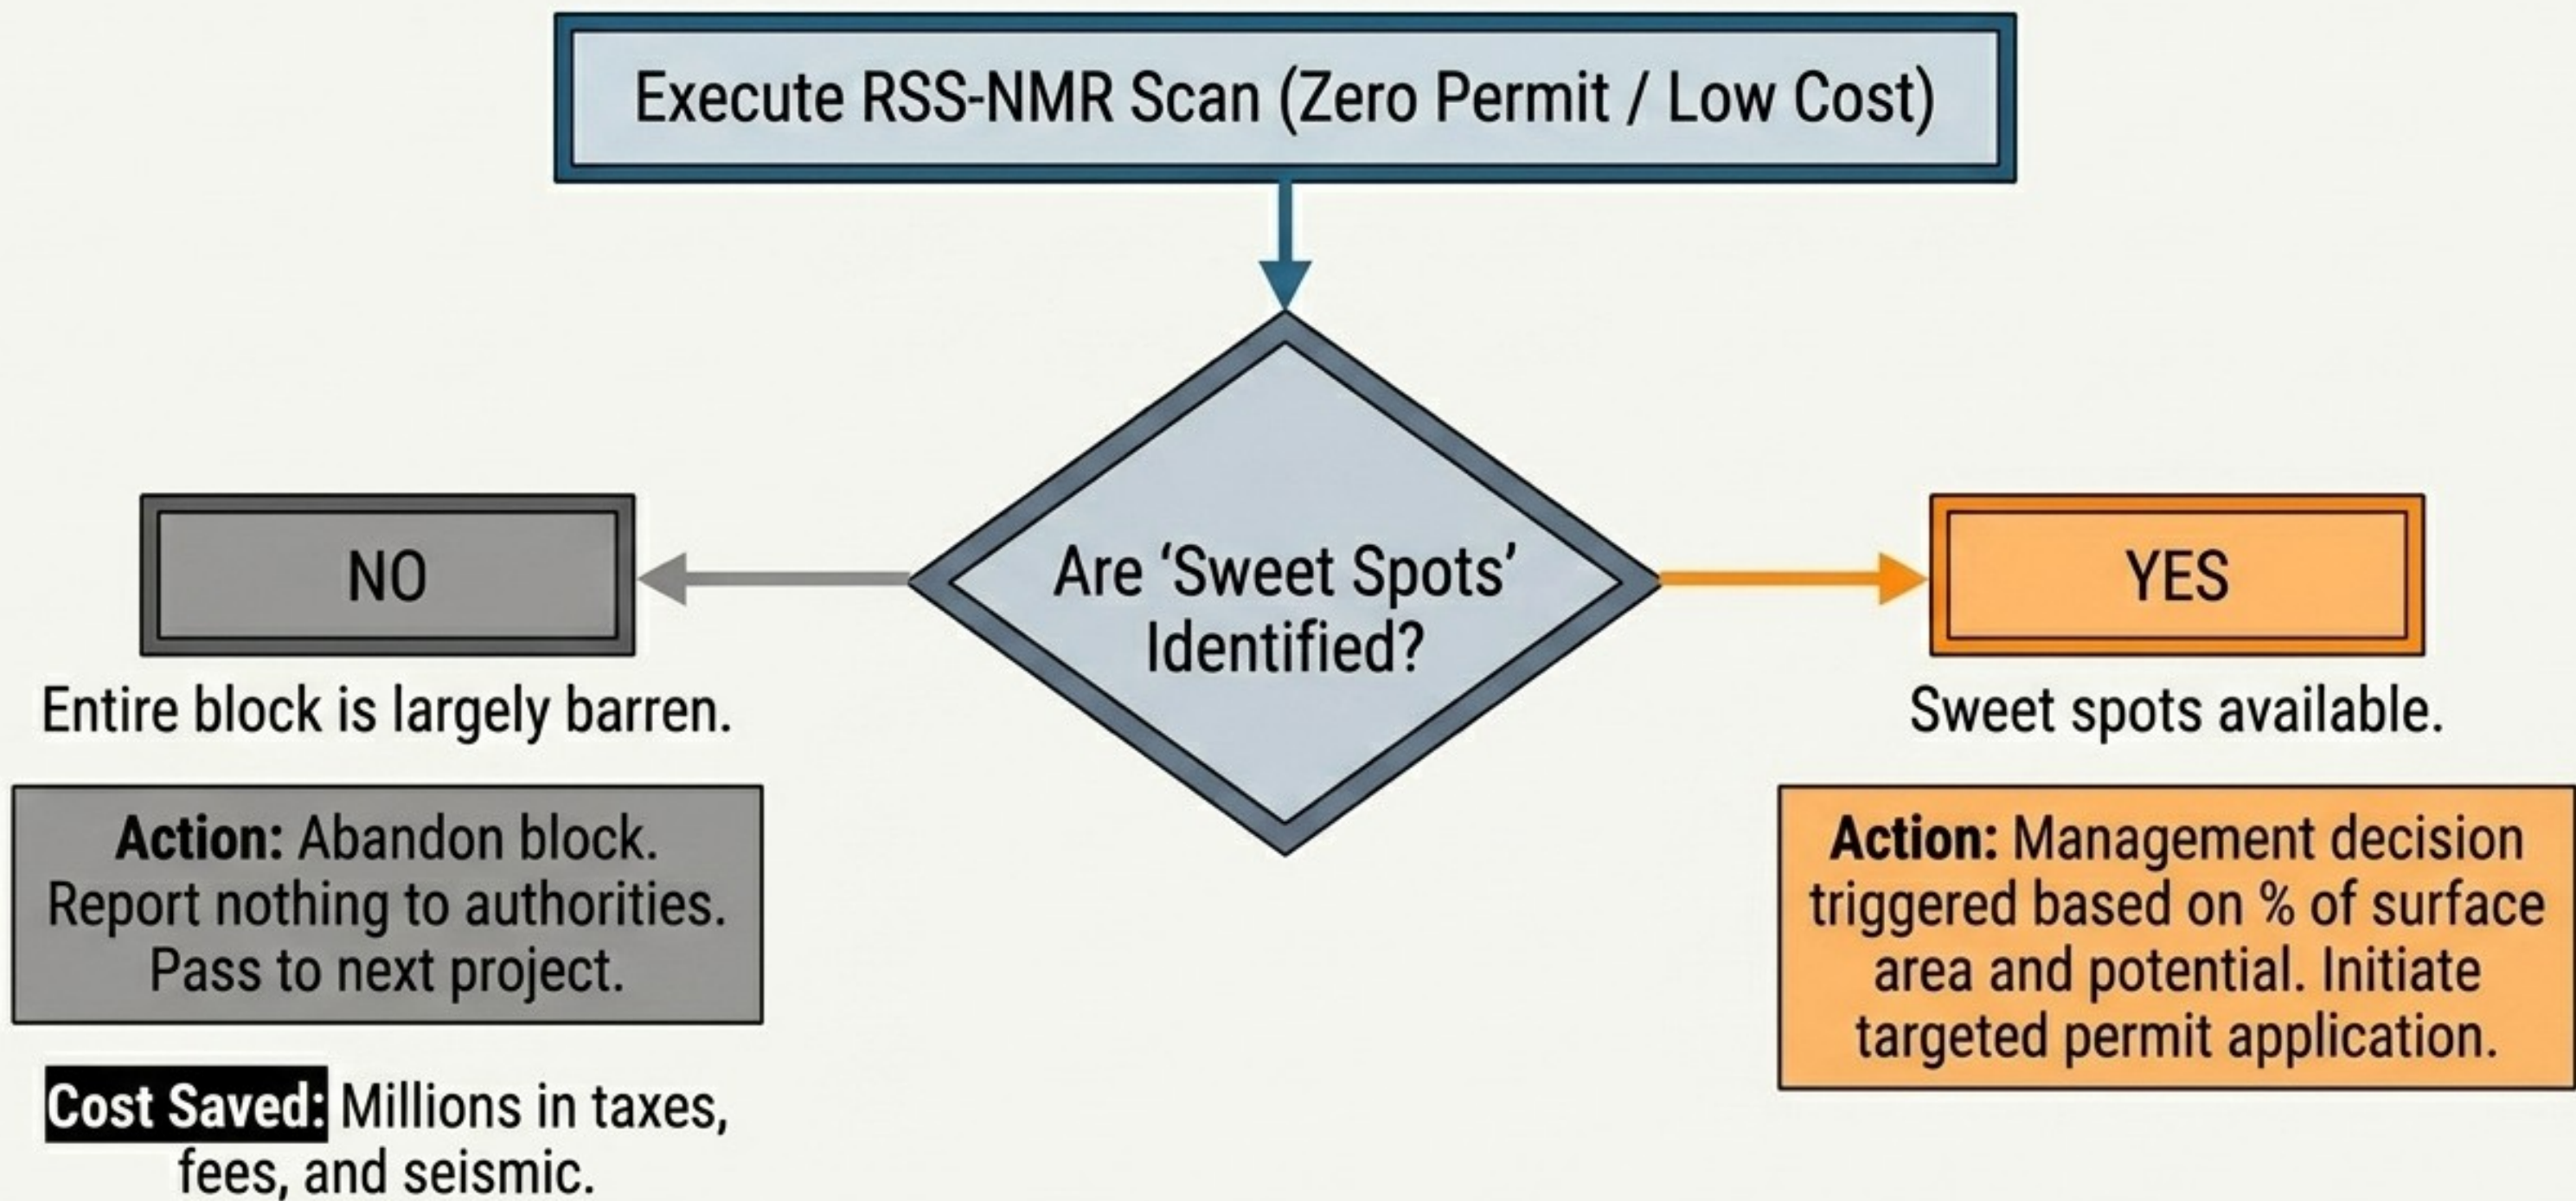 Execute RSS-NMR Scan (Zero Permit / Low Cost)
Are ‘Sweet Spots’
Identified?
NO
Entire block is largely barren.
Action: Abandon block.
Report nothing to authorities.
Pass to next project.
Cost Saved: Millions in taxes,
fees, and seismic.
YES
Sweet spots available.
Action: Management decision
triggered based on % of surface
area and potential. Initiate
targeted permit application.